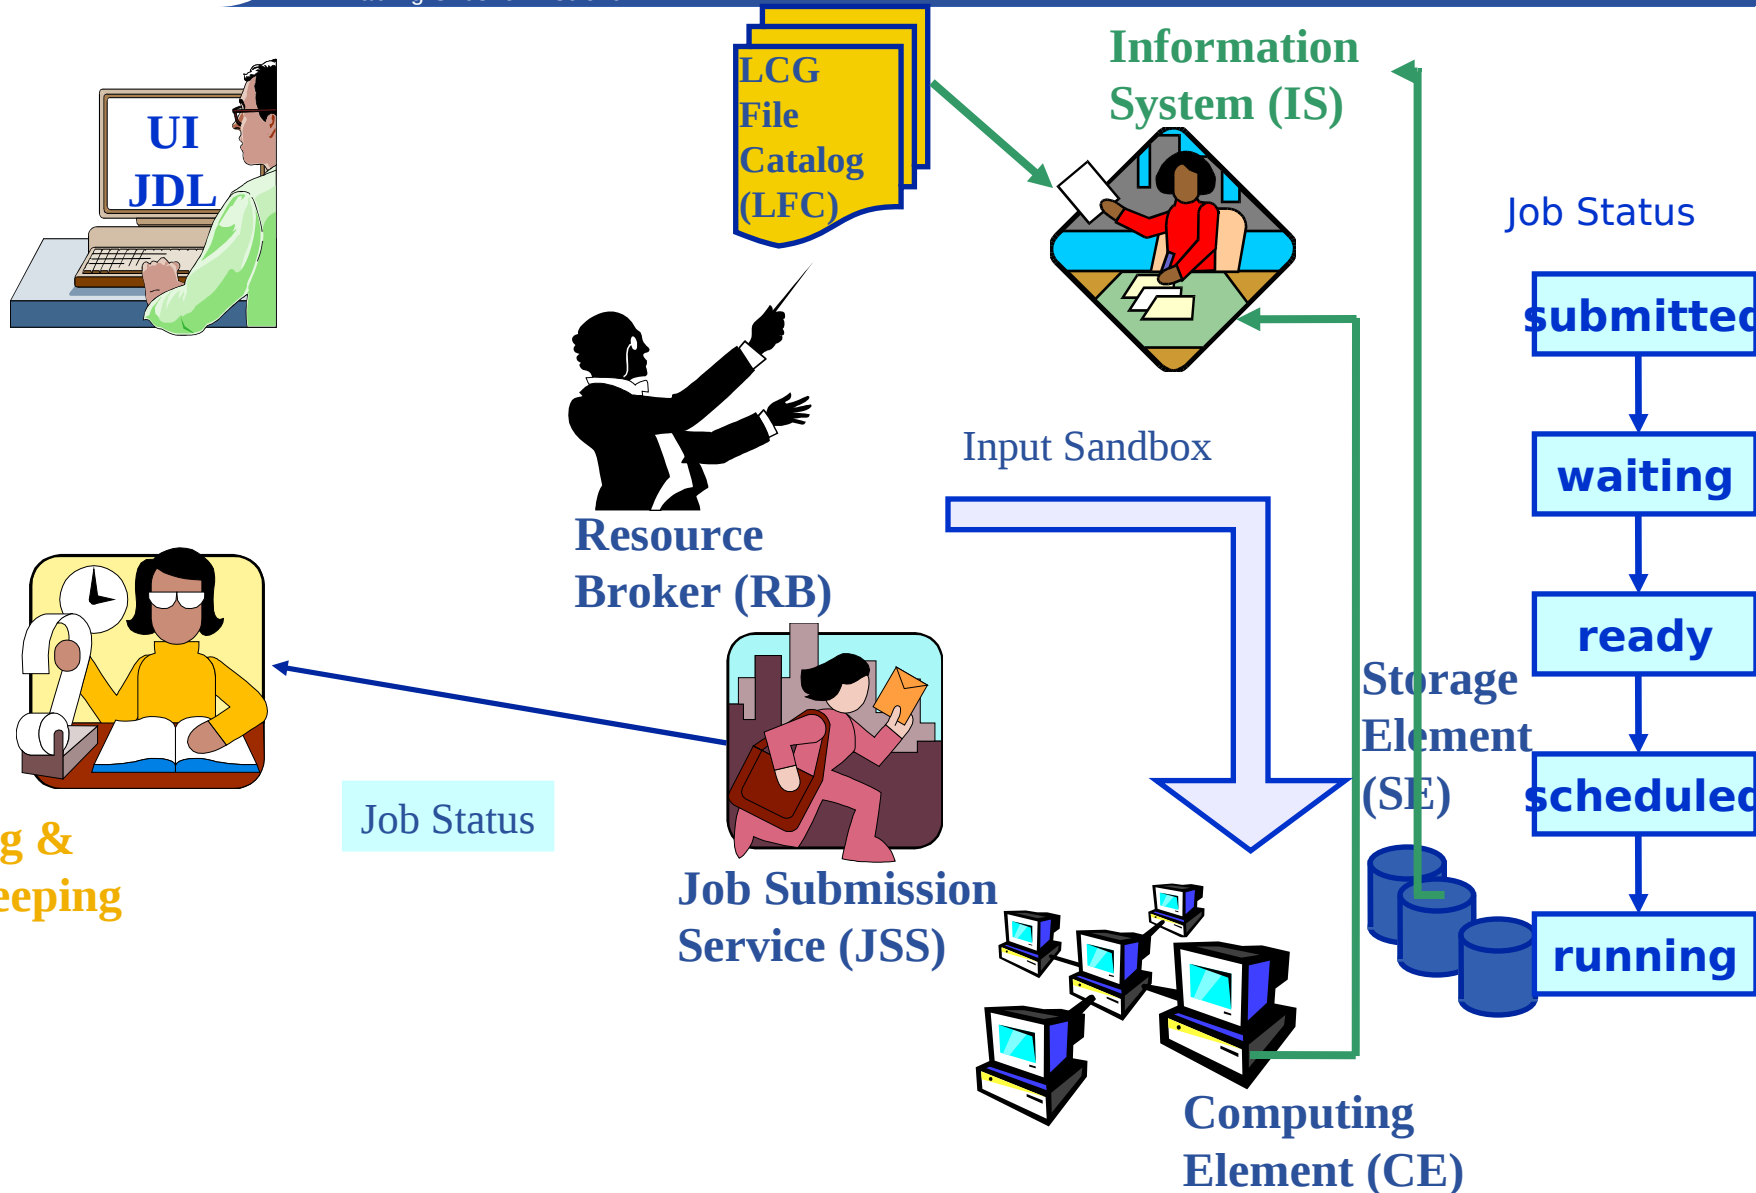 UI
JDL
LCG
File
Catalog
(LFC)
Information
System (IS)
Job Status
submitted
waiting
ready
scheduled
running
Input Sandbox
Resource
Broker (RB)
Storage
Element
(SE)
Job Status
g &
eeping
Job Submission
Service (JSS)
Computing
Element (CE)